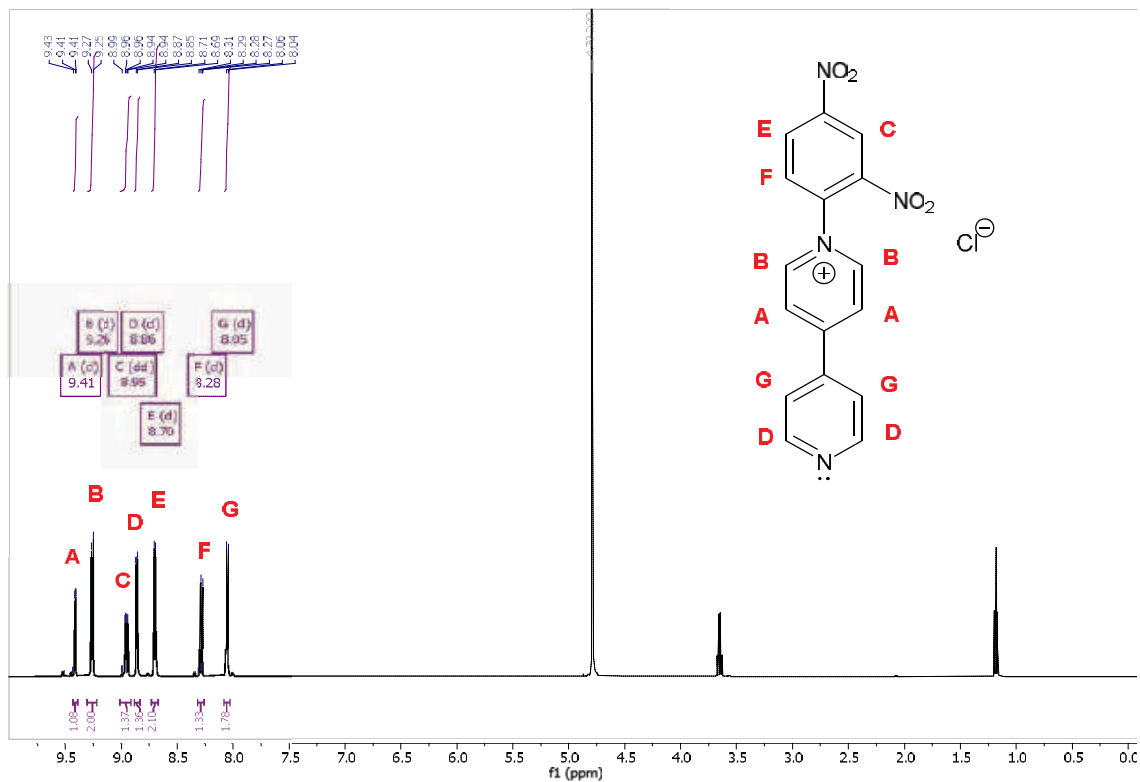 9.43
9.41
9.41
9.27
9.25
8.99
8.96
8.96
8.94
8.94
8.87
8.85
8.71
8.69
8.31
8.29
8.28
8.27
8.06
8.04
NO₂
E
C
F
NO₂
N
Cl⊖
B
B
⊕
A
A
G
G
D
D
N
B (d)
9.26
D (d)
8.86
G (d)
8.05
A (d)
9.41
C (dd)
8.95
F (d)
8.28
E (d)
8.70
A
B
C
D
E
F
G
1.08
2.00
1.37
1.36
2.10
1.33
1.78
9.5 9.0 8.5 8.0 7.5 7.0 6.5 6.0 5.5 5.0 4.5 4.0 3.5 3.0 2.5 2.0 1.5 1.0 0.5 0.0
f1 (ppm)